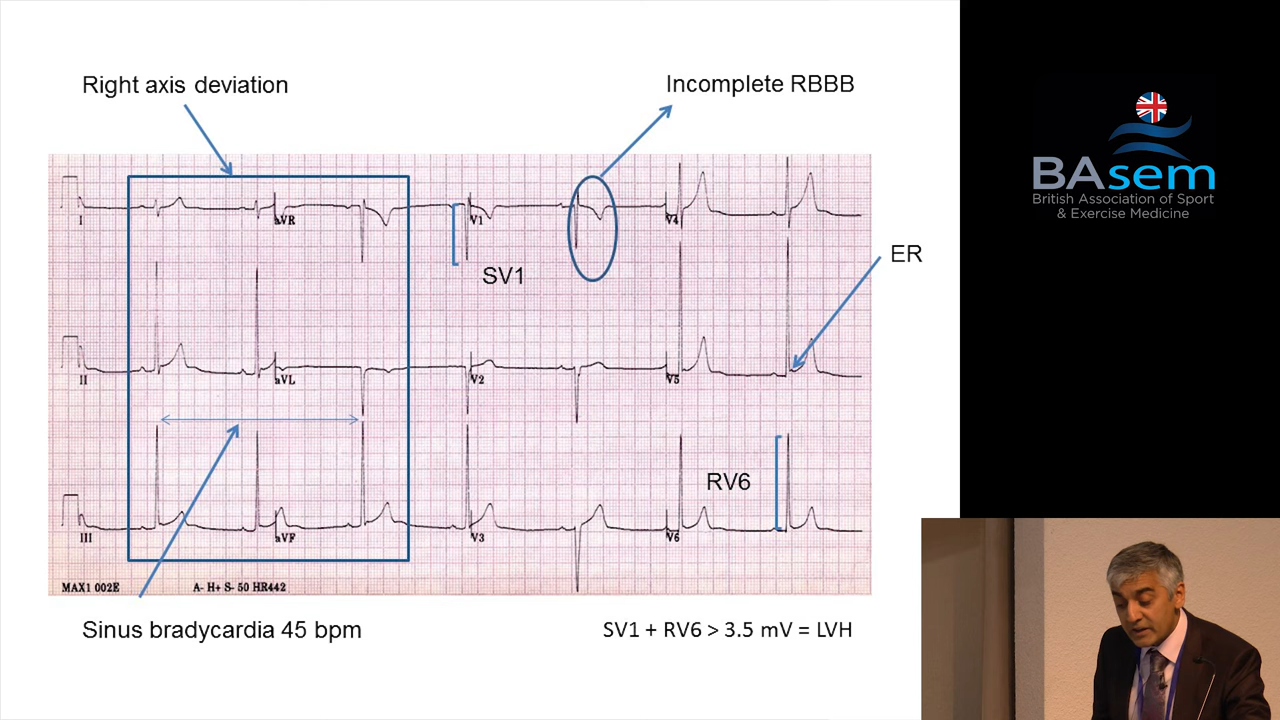 Right axis deviation
Incomplete RBBB
BAsem
British Association of Sport
& Exercise Medicine
I
aVR
V1
V4
ER
SV1
II
aVL
V2
V5
RV6
III
aVF
V3
V6
MAX1 002E
A- H+ S- 50 HR442
Sinus bradycardia 45 bpm
SV1 + RV6 > 3.5 mV = LVH